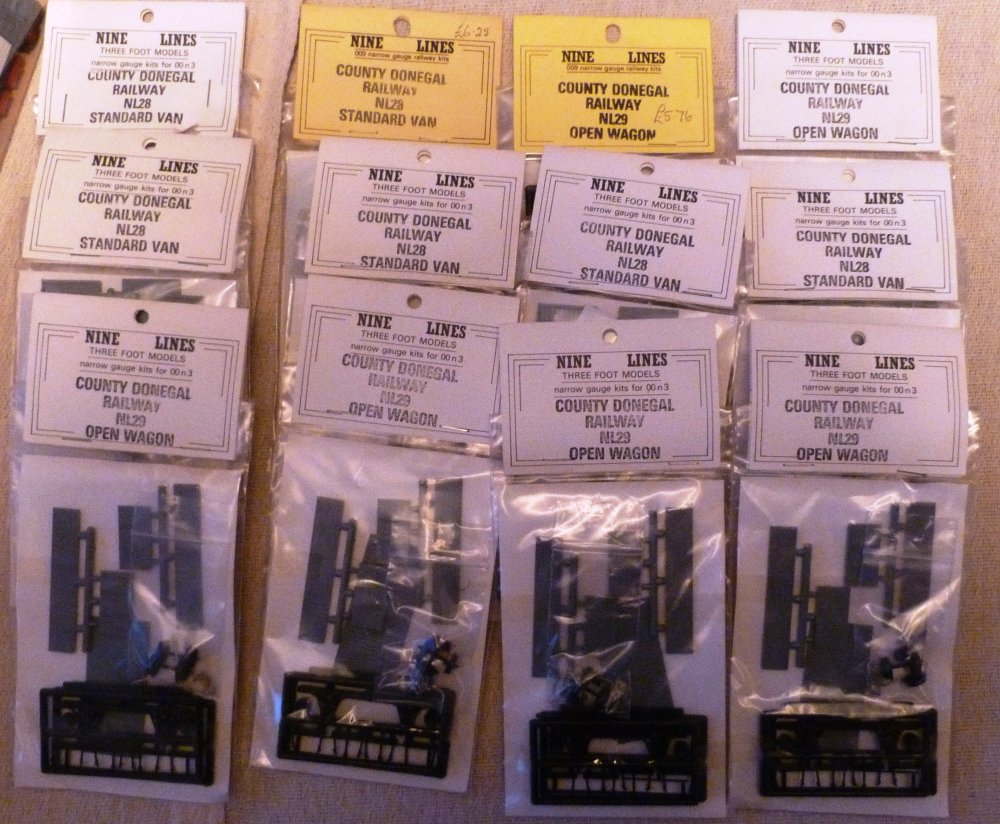 NINE LINES
THREE FOOT MODELS
narrow gauge kits for 00n3
COUNTY DONEGAL
RAILWAY
NL28
STANDARD VAN
£6-25
NINE LINES
009 narrow gauge railway kits
COUNTY DONEGAL
RAILWAY
NL28
STANDARD VAN
NINE LINES
009 narrow gauge railway kits
COUNTY DONEGAL
RAILWAY
NL29 £5-76
OPEN WAGON
NINE LINES
THREE FOOT MODELS
narrow gauge kits for 00n3
COUNTY DONEGAL
RAILWAY
NL29
OPEN WAGON
NINE LINES
THREE FOOT MODELS
narrow gauge kits for 00n3
COUNTY DONEGAL
RAILWAY
NL28
STANDARD VAN
NINE LINES
THREE FOOT MODELS
narrow gauge kits for 00n3
COUNTY DONEGAL
RAILWAY
NL28
STANDARD VAN
NINE LINES
THREE FOOT MODELS
narrow gauge kits for 00n3
COUNTY DONEGAL
RAILWAY
NL28
STANDARD VAN
NINE LINES
THREE FOOT MODELS
narrow gauge kits for 00n3
COUNTY DONEGAL
RAILWAY
NL28
STANDARD VAN
NINE LINES
THREE FOOT MODELS
narrow gauge kits for 00n3
COUNTY DONEGAL
RAILWAY
NL29
OPEN WAGON
NINE LINES
THREE FOOT MODELS
narrow gauge kits for 00n3
COUNTY DONEGAL
RAILWAY
NL29
OPEN WAGON
NINE LINES
THREE FOOT MODELS
narrow gauge kits for 00n3
COUNTY DONEGAL
RAILWAY
NL29
OPEN WAGON
NINE LINES
THREE FOOT MODELS
narrow gauge kits for 00n3
COUNTY DONEGAL
RAILWAY
NL29
OPEN WAGON